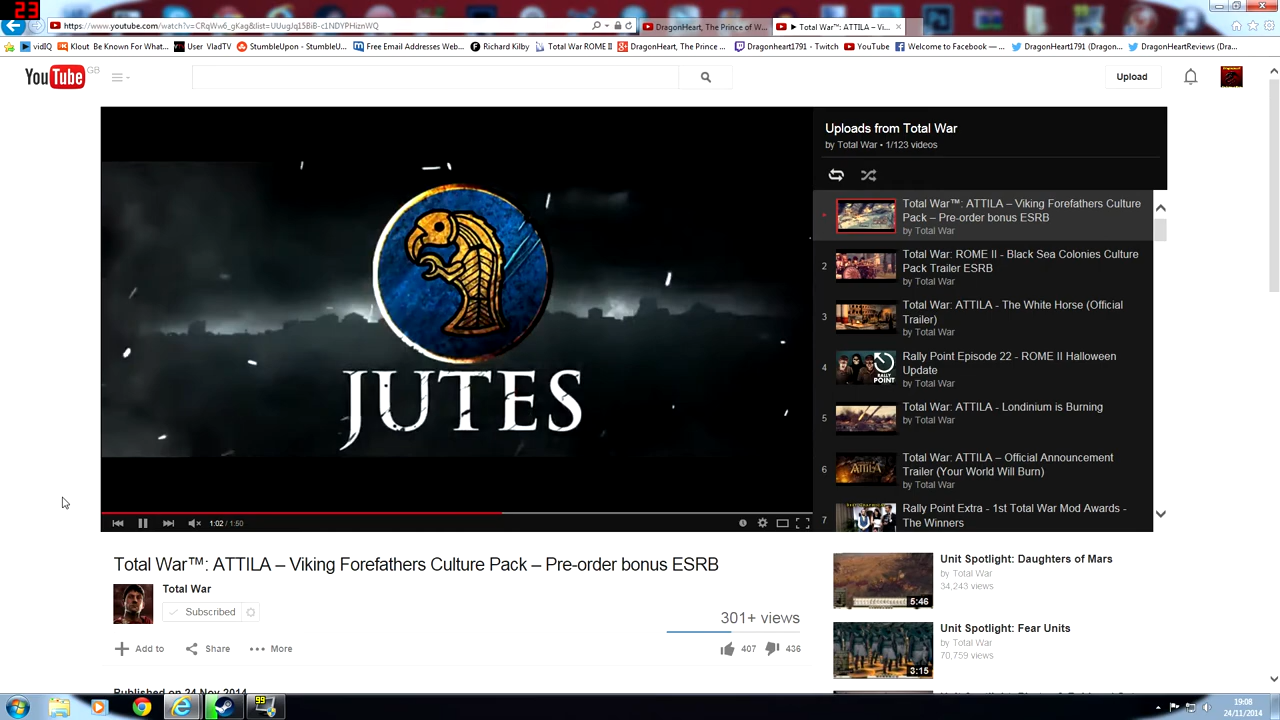 23
https://www.youtube.com/watch?v=CRqWw6_gKag&list=UUugJq15BiB-c1NDYPHiznWQ
DragonHeart, The Prince of W...
Total War™: ATTILA – Vi...
vidIQ
Klout Be Known For What...
User VladTV
StumbleUpon - StumbleU...
Free Email Addresses Web...
Richard Kilby
Total War ROME II
DragonHeart, The Prince ...
Dragonheart1791 - Twitch
YouTube
Welcome to Facebook — ...
DragonHeart1791 (Dragon...
DragonHeartReviews (Dra...
YouTube GB
Upload
JUTES
1:02 / 1:50
Uploads from Total War
by Total War • 1/123 videos
Total War™: ATTILA – Viking Forefathers Culture
Pack – Pre-order bonus ESRB
by Total War
2
Total War: ROME II - Black Sea Colonies Culture
Pack Trailer ESRB
by Total War
3
Total War: ATTILA - The White Horse (Official
Trailer)
by Total War
4
RALLY
POINT
Rally Point Episode 22 - ROME II Halloween
Update
by Total War
5
Total War: ATTILA - Londinium is Burning
by Total War
6
ATTILA
Total War: ATTILA – Official Announcement
Trailer (Your World Will Burn)
by Total War
7
Rally Point Extra - 1st Total War Mod Awards -
The Winners
Total War™: ATTILA – Viking Forefathers Culture Pack – Pre-order bonus ESRB
Total War
Subscribed
301+ views
Add to
Share
More
407
436
Published on 24 Nov 2014
5:46
Unit Spotlight: Daughters of Mars
by Total War
34,243 views
3:15
Unit Spotlight: Fear Units
by Total War
70,759 views
99
19:08
24/11/2014